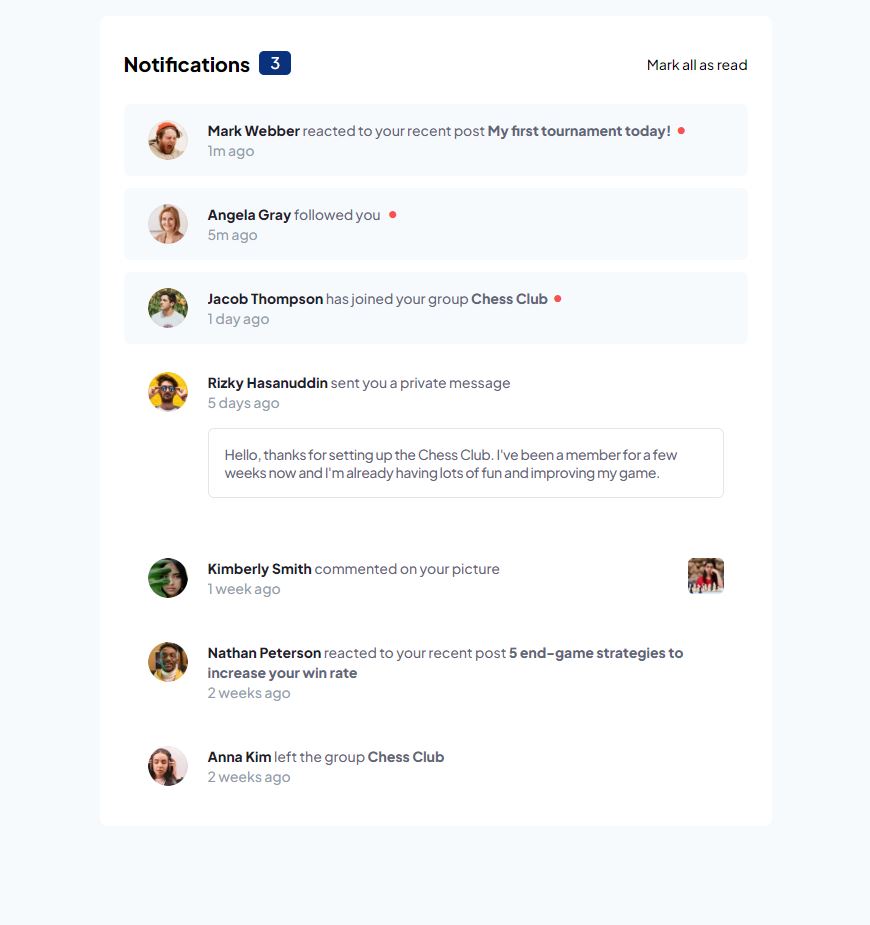 Notifications 3
Mark all as read
Mark Webber reacted to your recent post My first tournament today!
1m ago
Angela Gray followed you
5m ago
Jacob Thompson has joined your group Chess Club
1 day ago
Rizky Hasanuddin sent you a private message
5 days ago
Hello, thanks for setting up the Chess Club. I've been a member for a few
weeks now and I'm already having lots of fun and improving my game.
Kimberly Smith commented on your picture
1 week ago
Nathan Peterson reacted to your recent post 5 end-game strategies to
increase your win rate
2 weeks ago
Anna Kim left the group Chess Club
2 weeks ago